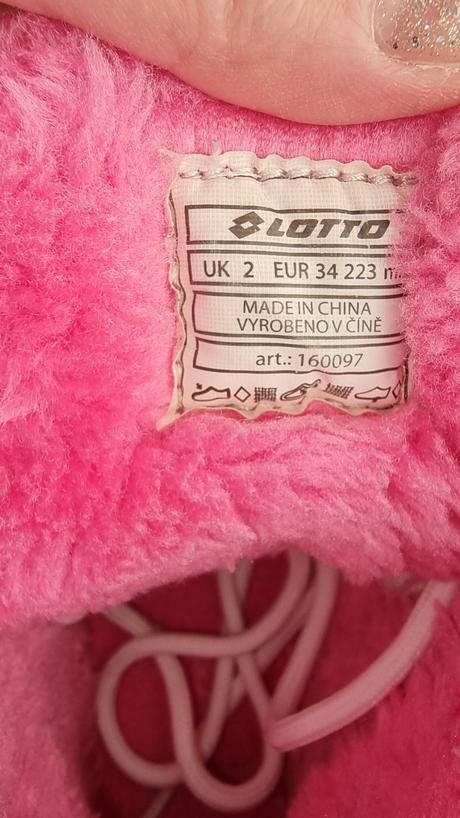 LOTTO
UK 2 EUR 34 223
MADE IN CHINA
VYROBENO V ČÍNĚ
art.: 160097